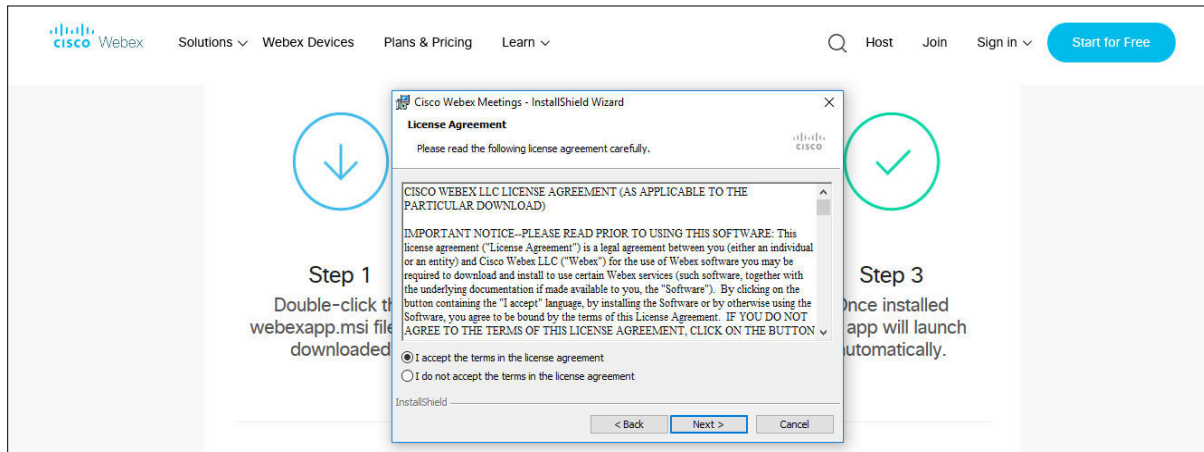 CISCO Webex Solutions Webex Devices Plans & Pricing Learn Host Join Sign in Start for Free
Cisco Webex Meetings - InstallShield Wizard
License Agreement
Please read the following license agreement carefully.
CISCO
CISCO WEBEX LLC LICENSE AGREEMENT (AS APPLICABLE TO THE
PARTICULAR DOWNLOAD)
IMPORTANT NOTICE--PLEASE READ PRIOR TO USING THIS SOFTWARE: This
license agreement ("License Agreement") is a legal agreement between you (either an individual
or an entity) and Cisco Webex LLC ("Webex") for the use of Webex software you may be
required to download and install to use certain Webex services (such software, together with
the underlying documentation if made available to you, the "Software"). By clicking on the
button containing the "I accept" language, by installing the Software or by otherwise using the
Software, you agree to be bound by the terms of this License Agreement. IF YOU DO NOT
AGREE TO THE TERMS OF THIS LICENSE AGREEMENT, CLICK ON THE BUTTON
I accept the terms in the license agreement
I do not accept the terms in the license agreement
InstallShield
< Back Next > Cancel
Step 1
Double-click
webexapp.msi
downloaded
Step 3
installed
app will launch
automatically.